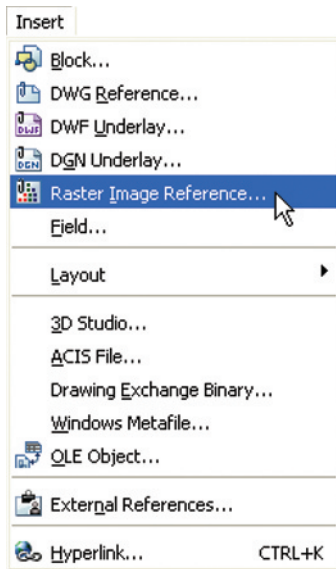 Insert
Block...
DWG Reference...
DWF Underlay...
DGN Underlay...
Raster Image Reference...
Field...
Layout
3D Studio...
ACIS File...
Drawing Exchange Binary...
Windows Metafile...
OLE Object...
External References...
Hyperlink... CTRL+K